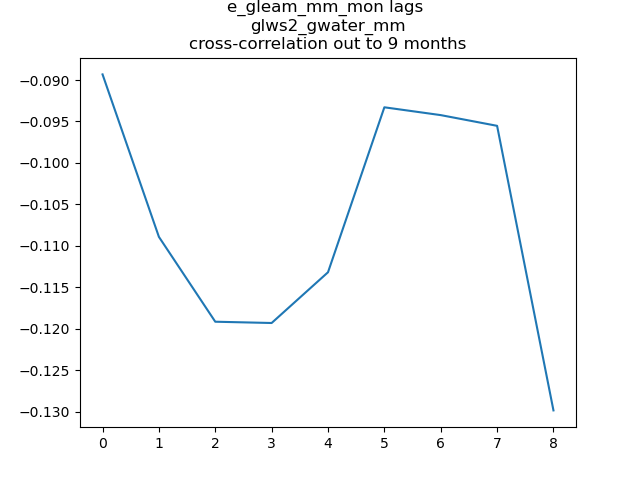 e_gleam_mm_mon lags
glws2_gwater_mm
cross-correlation out to 9 months
−0.090
−0.095
−0.100
−0.105
−0.110
−0.115
−0.120
−0.125
−0.130
0 1 2 3 4 5 6 7 8